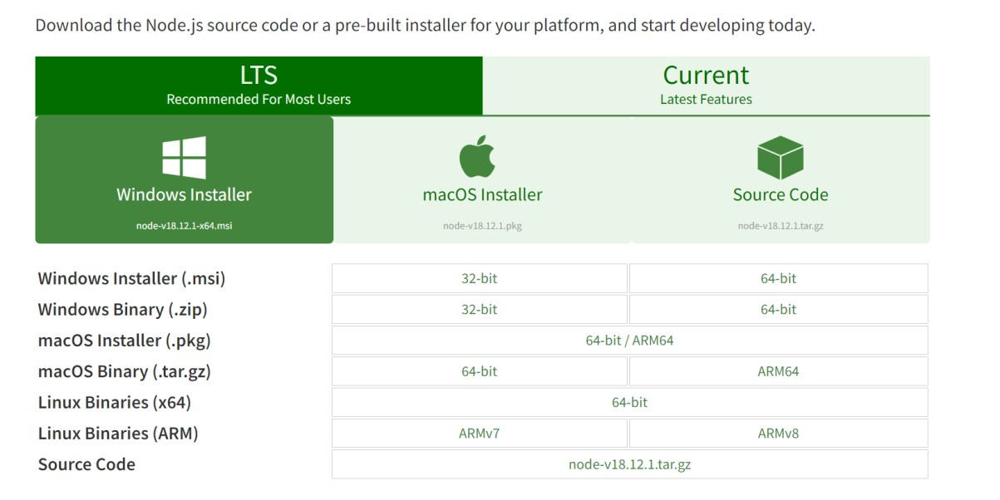 Download the Node.js source code or a pre-built installer for your platform, and start developing today.
LTS
Recommended For Most Users
Current
Latest Features
Windows Installer
node-v18.12.1-x64.msi
macOS Installer
node-v18.12.1.pkg
Source Code
node-v18.12.1.tar.gz
Windows Installer (.msi) 32-bit 64-bit
Windows Binary (.zip) 32-bit 64-bit
macOS Installer (.pkg) 64-bit / ARM64
macOS Binary (.tar.gz) 64-bit ARM64
Linux Binaries (x64) 64-bit
Linux Binaries (ARM) ARMv7 ARMv8
Source Code node-v18.12.1.tar.gz